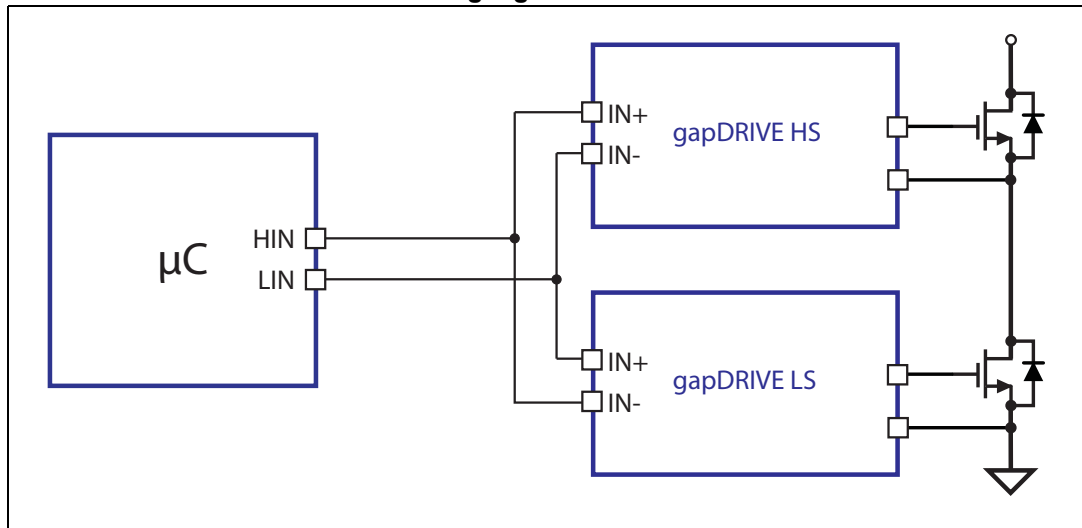 IN+
gapDRIVE HS
IN-
HIN
µC
LIN
IN+
gapDRIVE LS
IN-